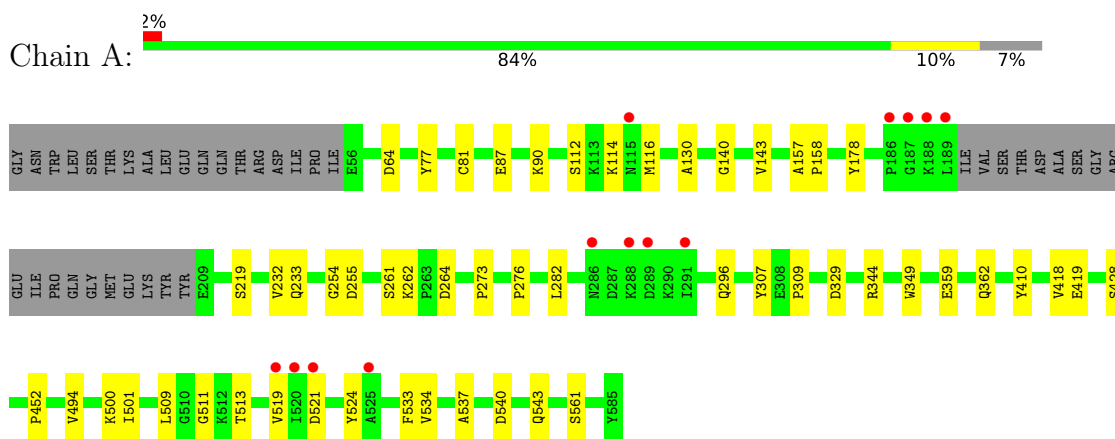 2%
Chain A:
84% 10% 7%
GLY ASN TRP LEU SER THR LYS ALA LEU GLU GLN GLN THR ARG ASP ILE PRO ILE E56 D64 Y77 C81 E87 K90 S112 K113 K114 N115 M116 A130 G140 V143 A157 P158 Y178 P186 G187 K188 L189 ILE VAL SER THR ASP ALA SER GLY ARG
GLU ILE PRO GLN GLY MET GLU LYS TYR TYR E209 S219 V232 Q233 G254 D255 S261 K262 P263 D264 P273 P276 L282 N286 D287 K288 D289 K290 I291 Q296 Y307 E308 P309 D329 R344 W349 E359 Q362 Y410 V418 E419 S428
P452 V494 K500 I501 L509 G510 G511 K512 T513 V519 I520 D521 Y524 A525 F533 V534 A537 D540 Q543 S561 Y585